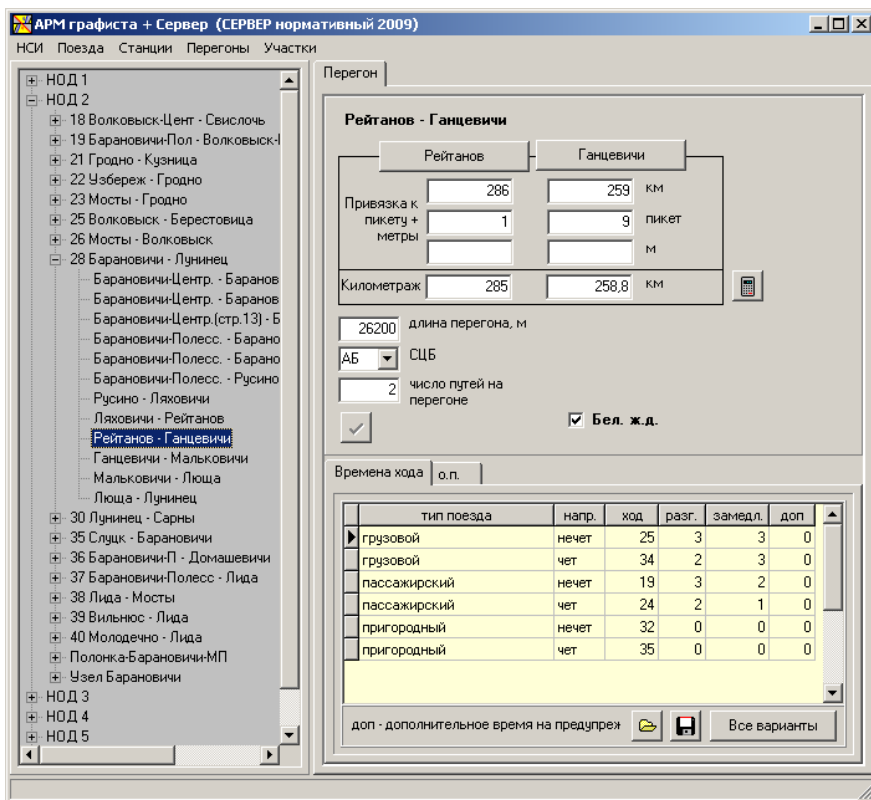 АРМ графиста + Сервер (СЕРВЕР нормативный 2009)
НСИ Поезда Станции Перегоны Участки
НОД 1
НОД 2
18 Волковыск-Цент - Свислочь
19 Барановичи-Пол - Волковыск-
21 Гродно - Кузница
22 Узбереж - Гродно
23 Мосты - Гродно
25 Волковыск - Берестовица
26 Мосты - Волковыск
28 Барановичи - Лунинец
Барановичи-Центр. - Баранов
Барановичи-Центр. - Баранов
Барановичи-Центр.(стр.13) - Б
Барановичи-Полесс. - Барано
Барановичи-Полесс. - Барано
Барановичи-Полесс. - Русино
Русино - Ляховичи
Ляховичи - Рейтанов
Рейтанов - Ганцевичи
Ганцевичи - Мальковичи
Мальковичи - Люща
Люща - Лунинец
30 Лунинец - Сарны
35 Слуцк - Барановичи
36 Барановичи-П - Домашевичи
37 Барановичи-Полесс - Лида
38 Лида - Мосты
39 Вильнюс - Лида
40 Молодечно - Лида
Полонка-Барановичи-МП
Узел Барановичи
НОД 3
НОД 4
НОД 5
Перегон
Рейтанов - Ганцевичи
Рейтанов Ганцевичи
Привязка к
пикету +
метры
286 259 км
1 9 пикет
м
Километраж 285 258,8 км
26200 длина перегона, м
АБ СЦБ
2 число путей на
перегоне
Бел. ж.д.
Времена хода о.п.
тип поезда напр. ход разг. замедл. доп
грузовой нечет 25 3 3 0
грузовой чет 34 2 3 0
пассажирский нечет 19 3 2 0
пассажирский чет 24 2 1 0
пригородный нечет 32 0 0 0
пригородный чет 35 0 0 0
доп - дополнительное время на предупреж Все варианты